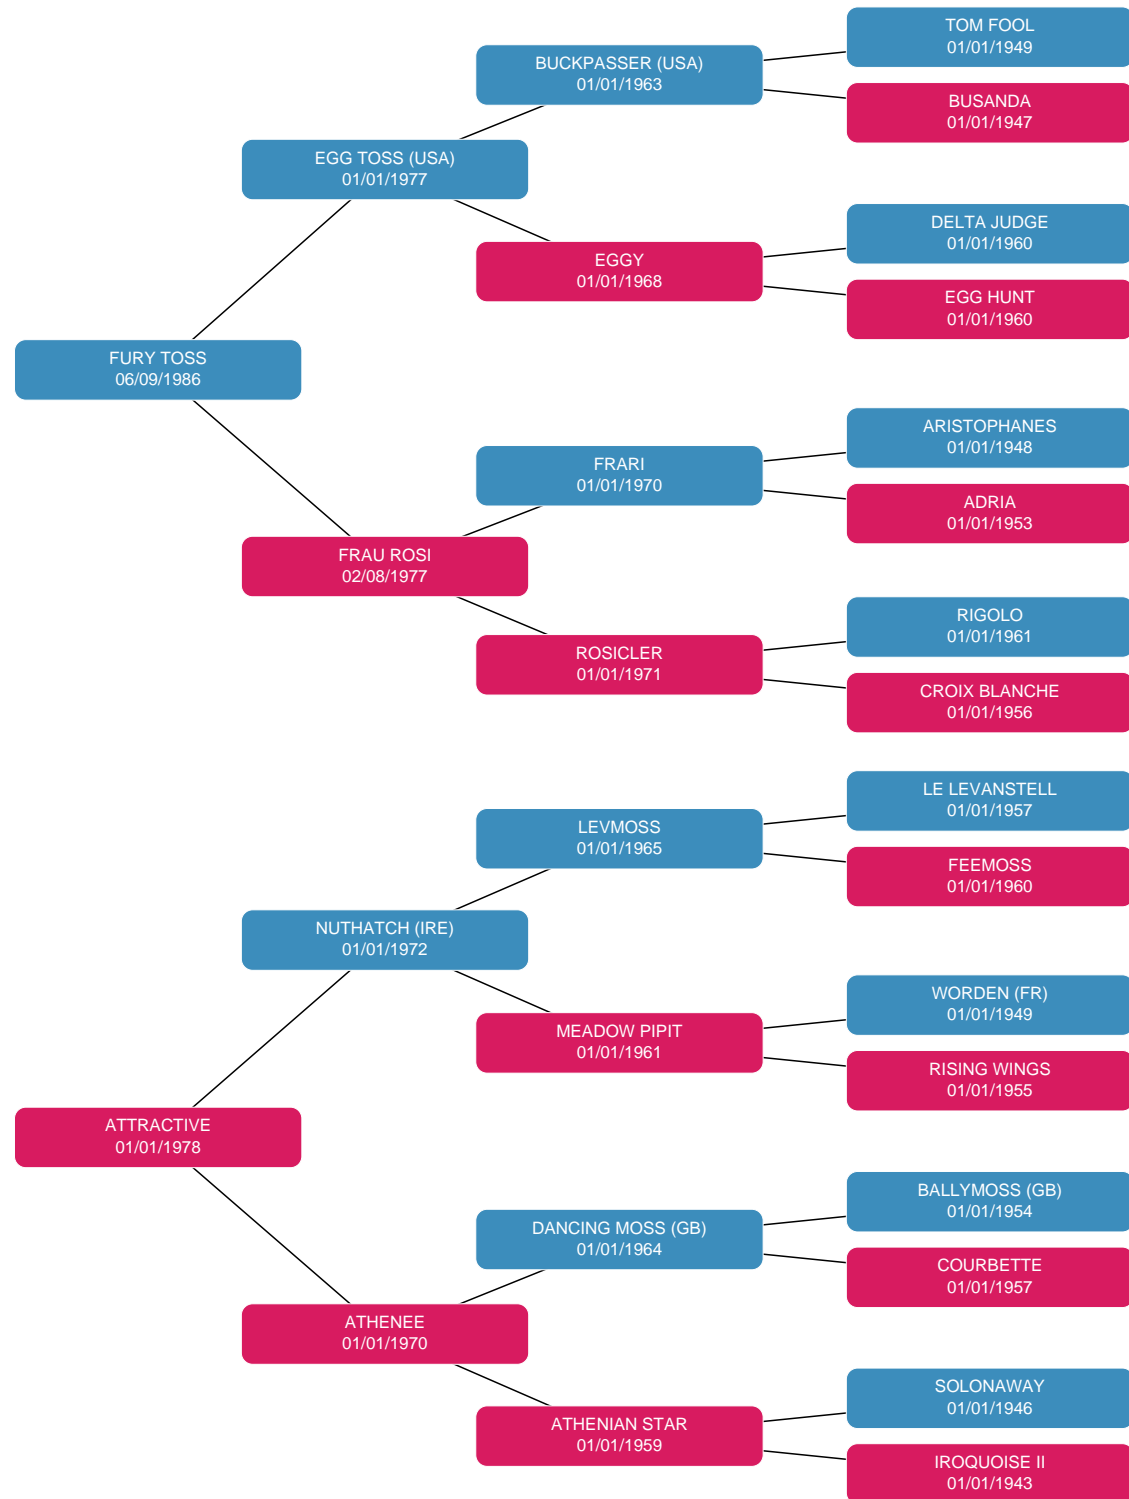 TOM FOOL
01/01/1949
BUCKPASSER (USA)
01/01/1963
BUSANDA
01/01/1947
EGG TOSS (USA)
01/01/1977
DELTA JUDGE
01/01/1960
EGGY
01/01/1968
EGG HUNT
01/01/1960
FURY TOSS
06/09/1986
ARISTOPHANES
01/01/1948
FRARI
01/01/1970
ADRIA
01/01/1953
FRAU ROSI
02/08/1977
RIGOLO
01/01/1961
ROSICLER
01/01/1971
CROIX BLANCHE
01/01/1956
LE LEVANSTELL
01/01/1957
LEVMOSS
01/01/1965
FEEMOSS
01/01/1960
NUTHATCH (IRE)
01/01/1972
WORDEN (FR)
01/01/1949
MEADOW PIPIT
01/01/1961
RISING WINGS
01/01/1955
ATTRACTIVE
01/01/1978
BALLYMOSS (GB)
01/01/1954
DANCING MOSS (GB)
01/01/1964
COURBETTE
01/01/1957
ATHENEE
01/01/1970
SOLONAWAY
01/01/1946
ATHENIAN STAR
01/01/1959
IROQUOISE II
01/01/1943